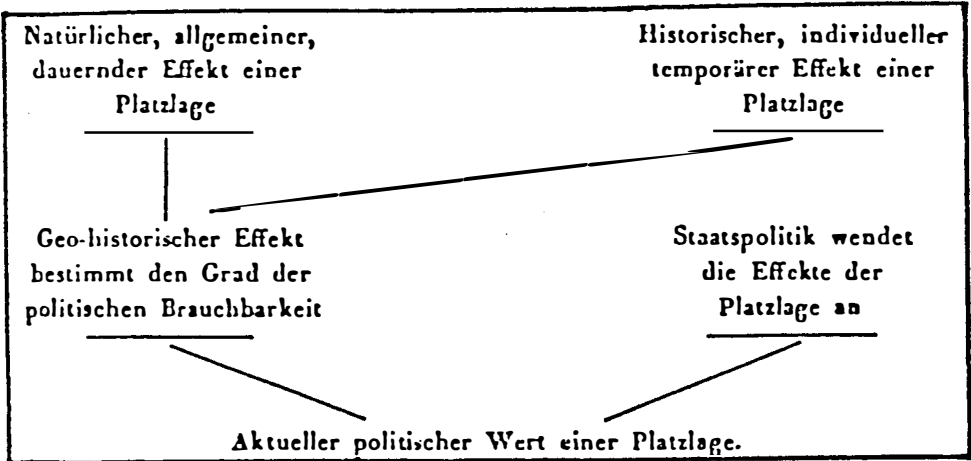 Natürlicher, allgemeiner,
dauernder Effekt einer
Platzlage
Historischer, individueller
temporärer Effekt einer
Platzlage
Geo-historischer Effekt
bestimmt den Grad der
politischen Brauchbarkeit
Staatspolitik wendet
die Effekte der
Platzlage an
Aktueller politischer Wert einer Platzlage.